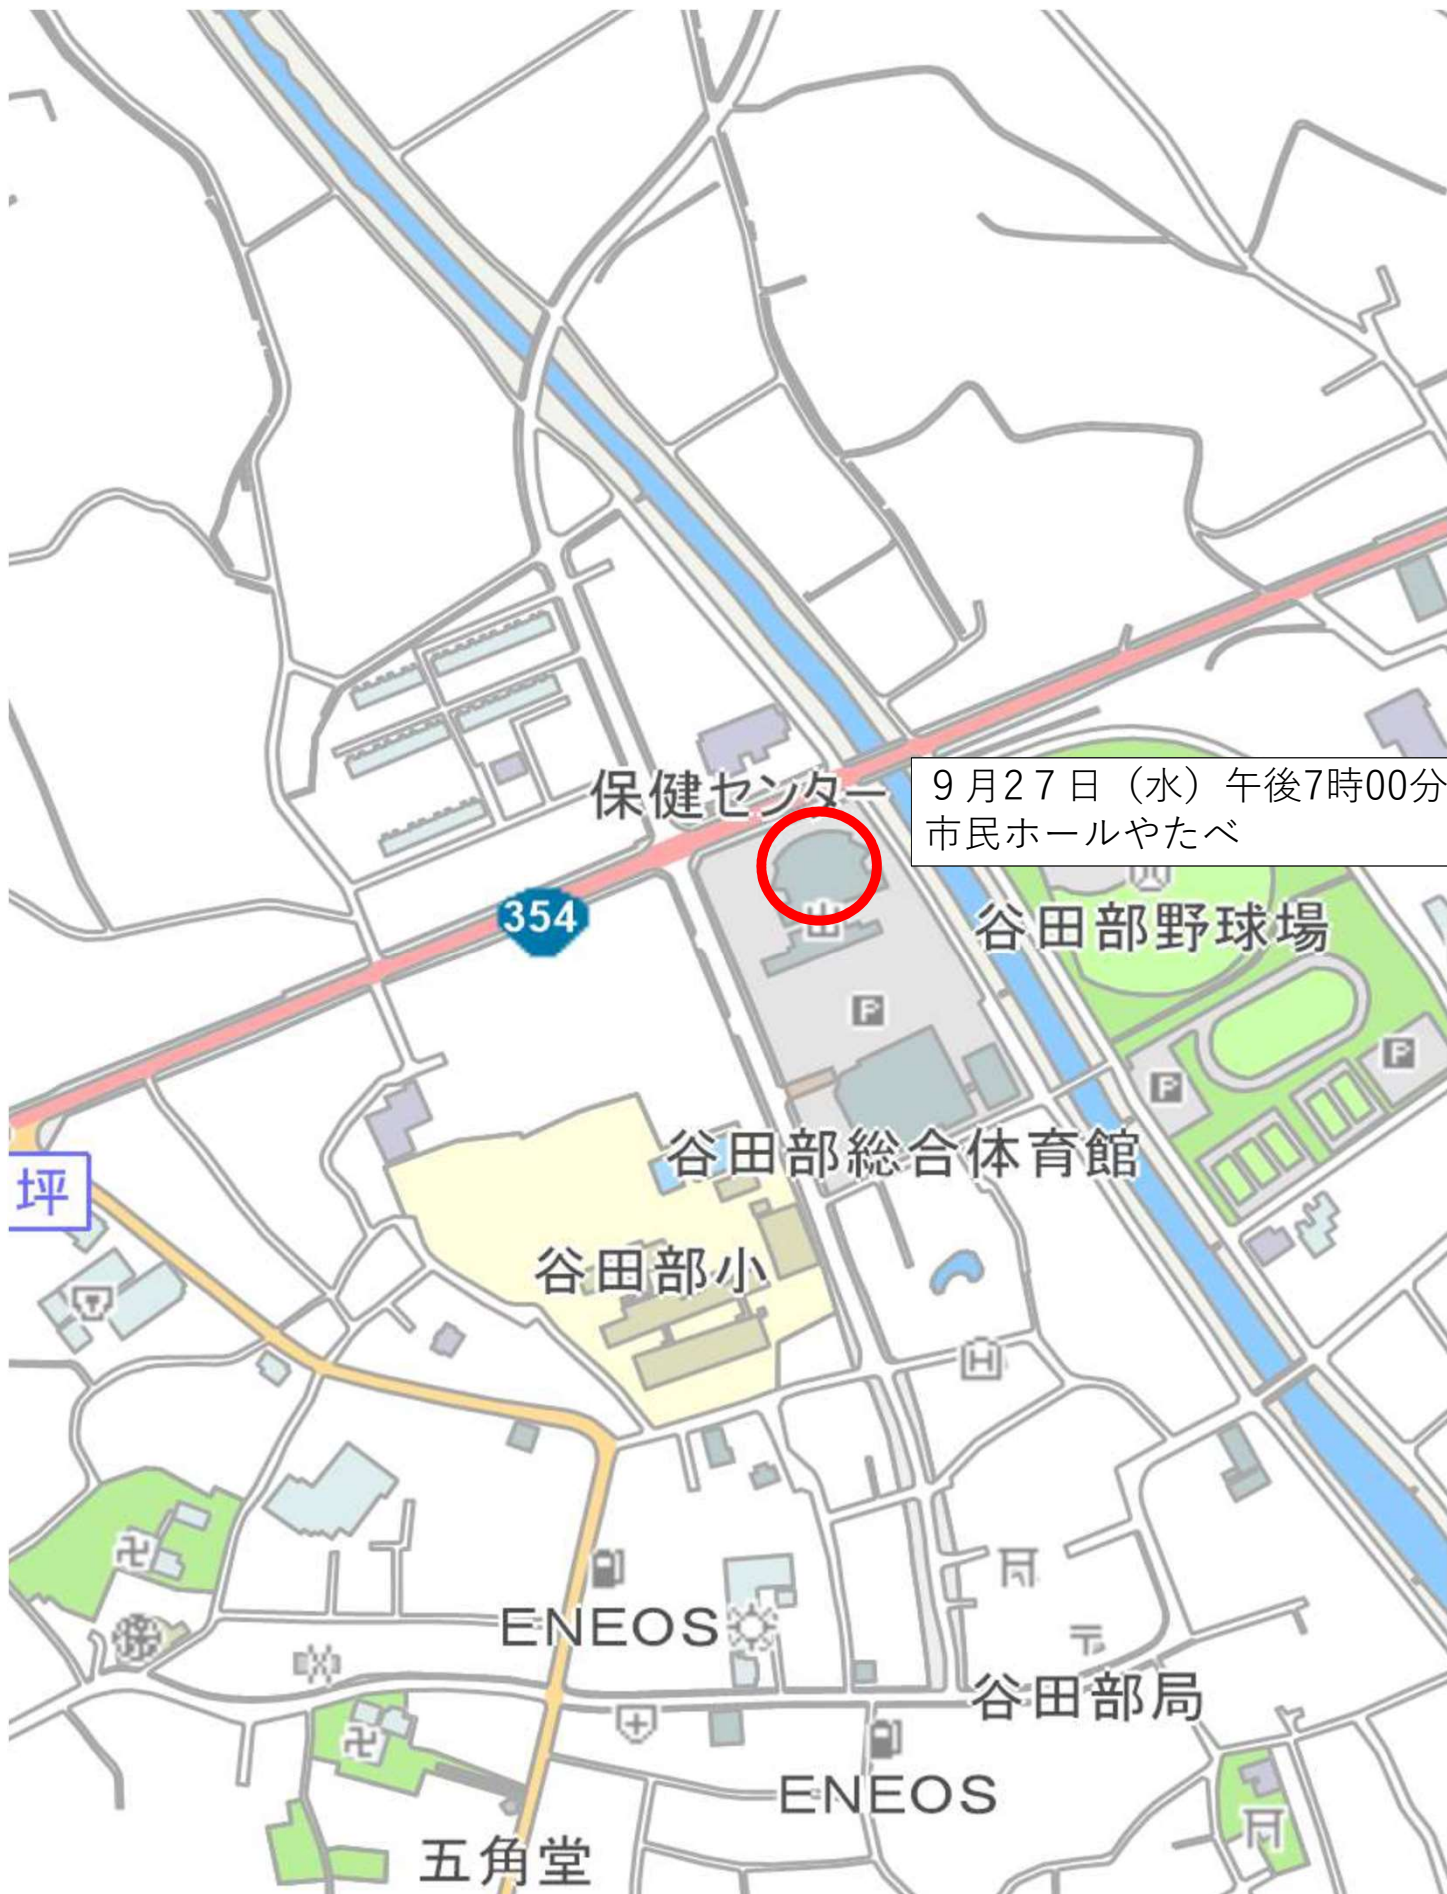 保健センター
９月２７日（水）午後7時00分
市民ホールやたべ
354
谷田部野球場
P
P
P
谷田部総合体育館
坪
谷田部小
H
ENEOS
谷田部局
ENEOS
五角堂